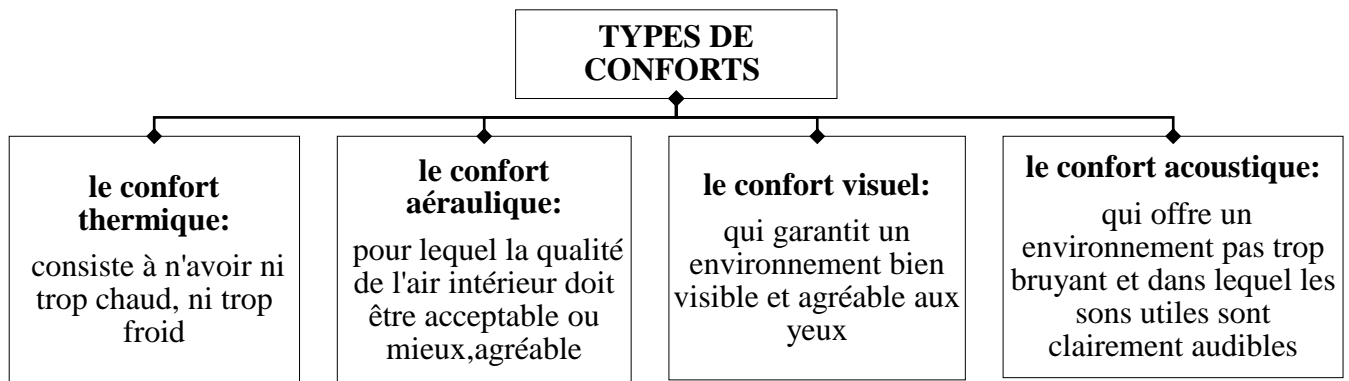 TYPES DE
CONFORTS
le confort
thermique:
consiste à n'avoir ni
trop chaud, ni trop
froid
le confort
aéraulique:
pour lequel la qualité
de l'air intérieur doit
être acceptable ou
mieux,agréable
le confort visuel:
qui garantit un
environnement bien
visible et agréable aux
yeux
le confort acoustique:
qui offre un
environnement pas trop
bruyant et dans lequel les
sons utiles sont
clairement audibles